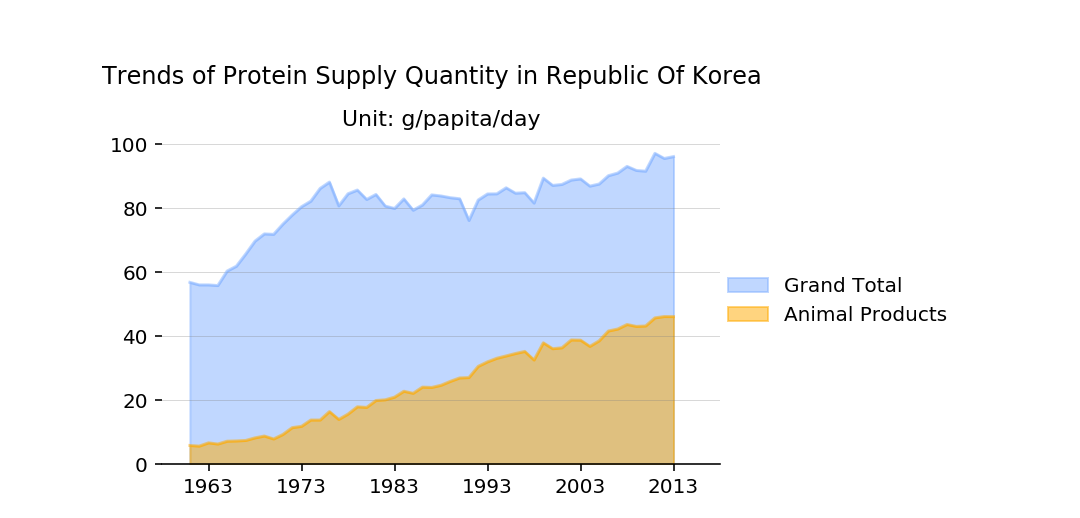 Trends of Protein Supply Quantity in Republic Of Korea
Unit: g/papita/day
100
80
60
40
20
0
1963 1973 1983 1993 2003 2013
Grand Total
Animal Products